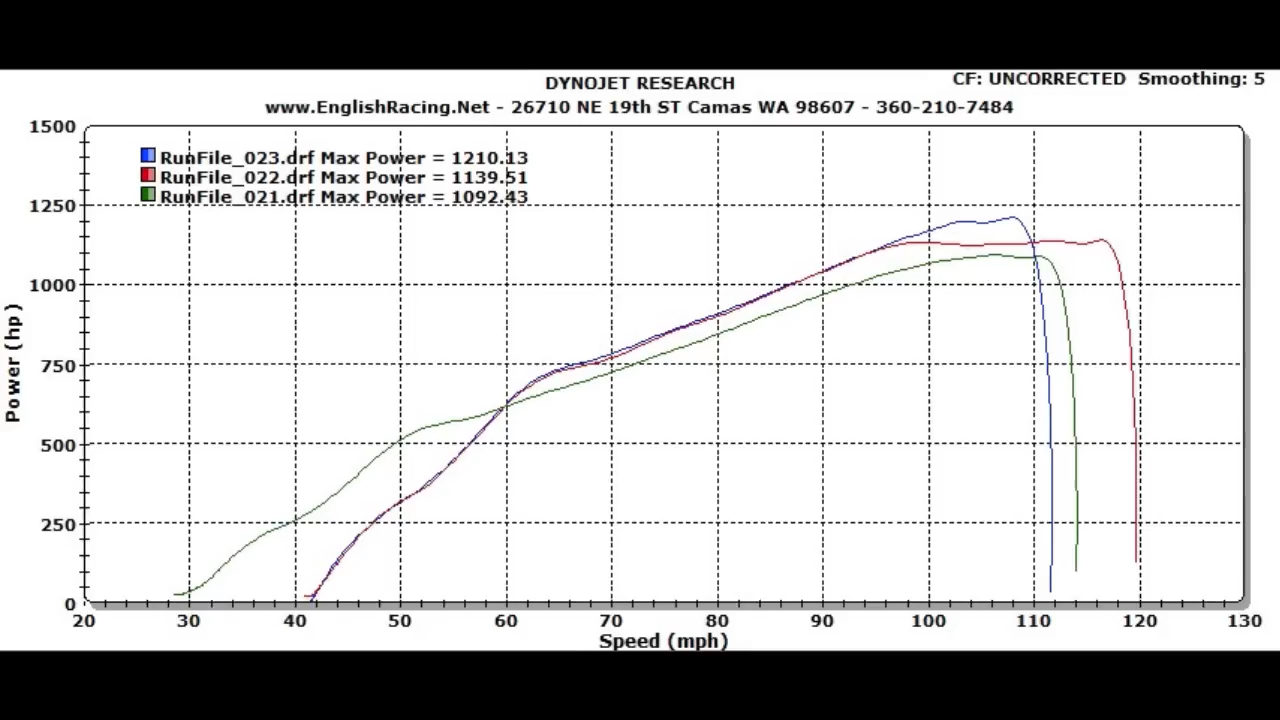 DYNOJET RESEARCH
CF: UNCORRECTED Smoothing: 5
www.EnglishRacing.Net - 26710 NE 19th ST Camas WA 98607 - 360-210-7484
RunFile_023.drf Max Power = 1210.13
RunFile_022.drf Max Power = 1139.51
RunFile_021.drf Max Power = 1092.43
Power (hp)
1500
1250
1000
750
500
250
0
20 30 40 50 60 70 80 90 100 110 120 130
Speed (mph)